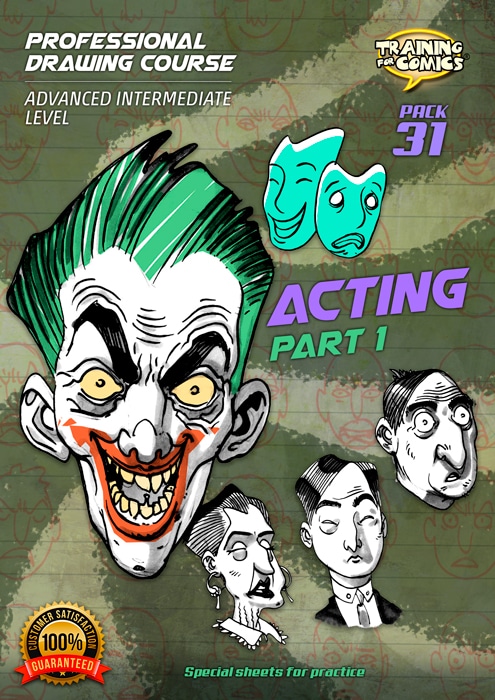 PROFESSIONAL
DRAWING COURSE
ADVANCED INTERMEDIATE
LEVEL
TRAINING
FOR COMICS®
PACK
31
ACTING
PART 1
CUSTOMER SATISFACTION
100%
GUARANTEED
Special sheets for practice